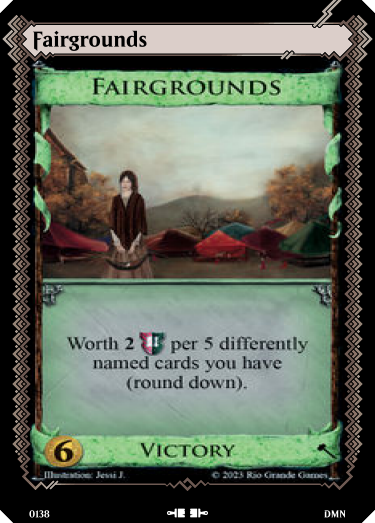 Fairgrounds
FAIRGROUNDS
Worth 2 per 5 differently
named cards you have
(round down).
6
VICTORY
Illustration: Jessi J.
© 2023 Rio Grande Games
0138
DMN